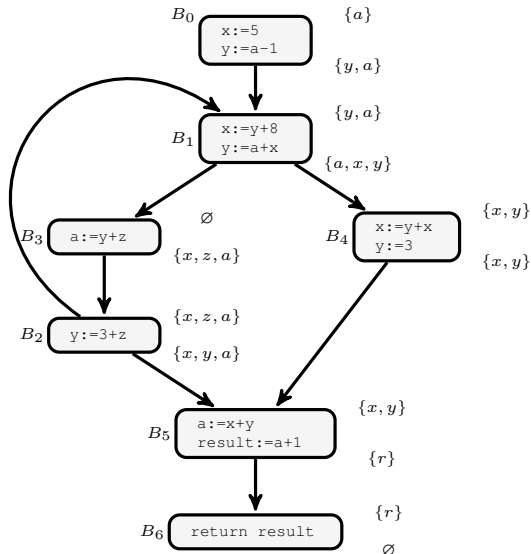 B₀
{a}
x:=5
y:=a−1
{y, a}
{y, a}
B₁
x:=y+8
y:=a+x
{a, x, y}
∅
B₃
a:=y+z
{x, z, a}
{x, y}
B₄
x:=y+x
y:=3
{x, y}
{x, z, a}
B₂
y:=3+z
{x, y, a}
{x, y}
B₅
a:=x+y
result:=a+1
{r}
{r}
B₆
return result
∅